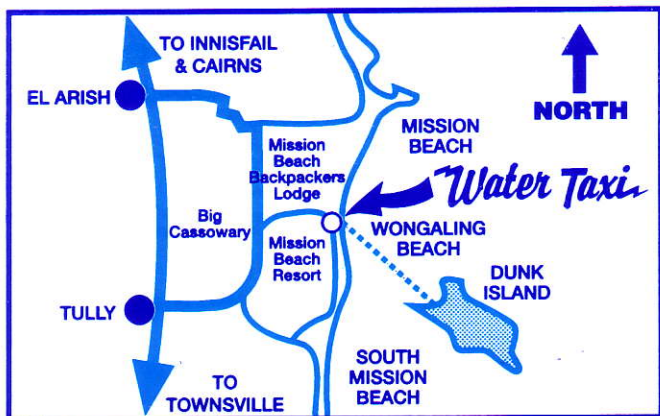 TO INNISFAIL
& CAIRNS
EL ARISH
NORTH
MISSION
BEACH
Mission
Beach
Backpackers
Lodge
Water Taxi
Big
Cassowary
WONGALING
BEACH
Mission
Beach
Resort
DUNK
ISLAND
TULLY
SOUTH
MISSION
BEACH
TO
TOWNSVILLE